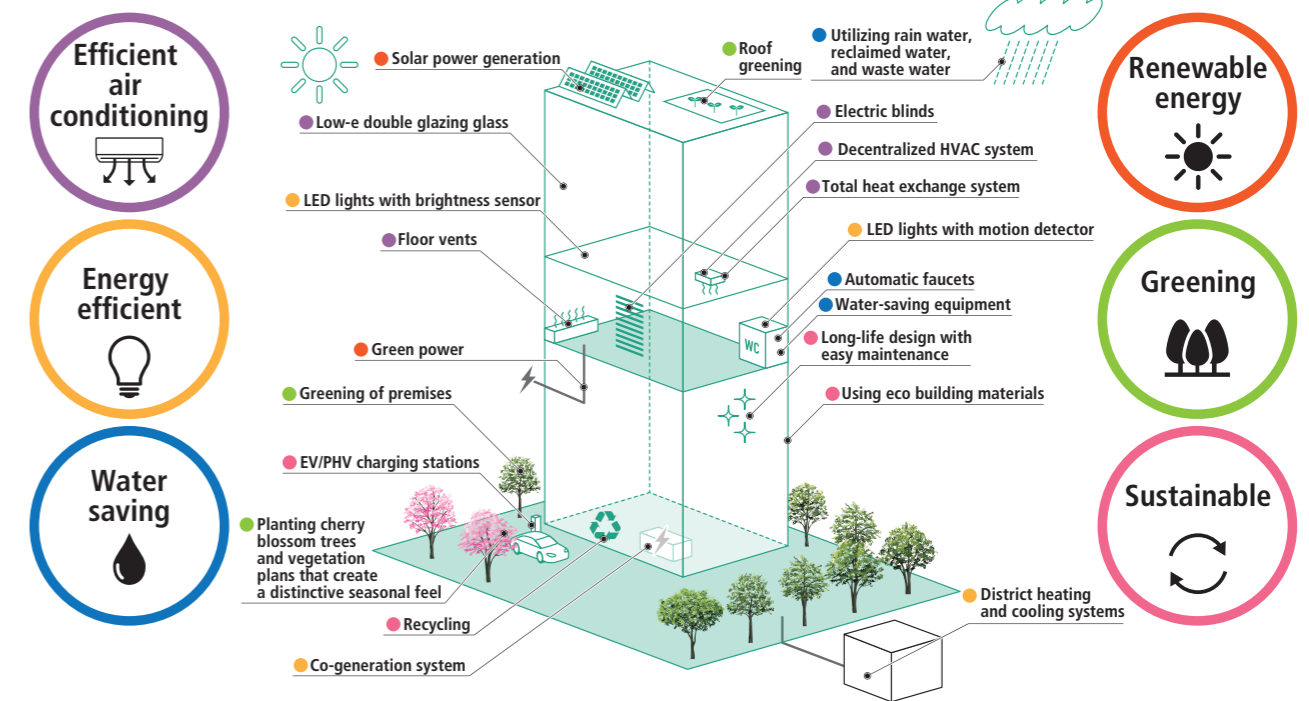 Efficient
air
conditioning
Energy
efficient
Water
saving
Solar power generation
Low-e double glazing glass
LED lights with brightness sensor
Floor vents
Green power
Greening of premises
EV/PHV charging stations
Planting cherry
blossom trees
and vegetation
plans that create
a distinctive seasonal feel
Recycling
Co-generation system
Roof
greening
Utilizing rain water,
reclaimed water,
and waste water
Electric blinds
Decentralized HVAC system
Total heat exchange system
LED lights with motion detector
Automatic faucets
Water-saving equipment
WC
Long-life design with
easy maintenance
Using eco building materials
District heating
and cooling systems
Renewable
energy
Greening
Sustainable